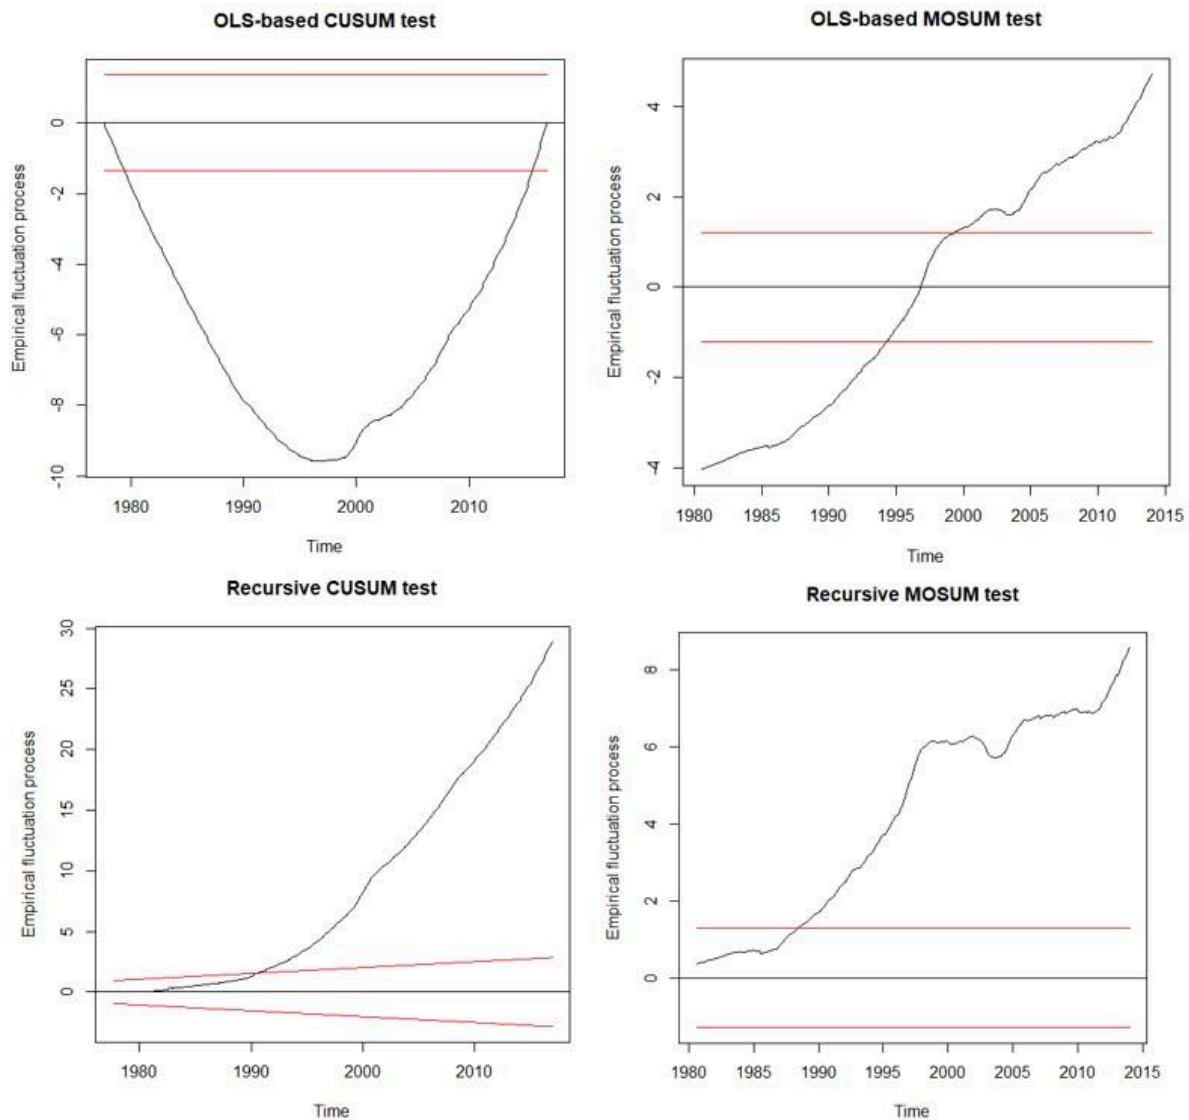 OLS-based CUSUM test
Empirical fluctuation process
0
-2
-4
-6
-8
-10
1980 1990 2000 2010
Time
OLS-based MOSUM test
Empirical fluctuation process
4
2
0
-2
-4
1980 1985 1990 1995 2000 2005 2010 2015
Time
Recursive CUSUM test
Empirical fluctuation process
30
25
20
15
10
5
0
1980 1990 2000 2010
Time
Recursive MOSUM test
Empirical fluctuation process
8
6
4
2
0
1980 1985 1990 1995 2000 2005 2010 2015
Time